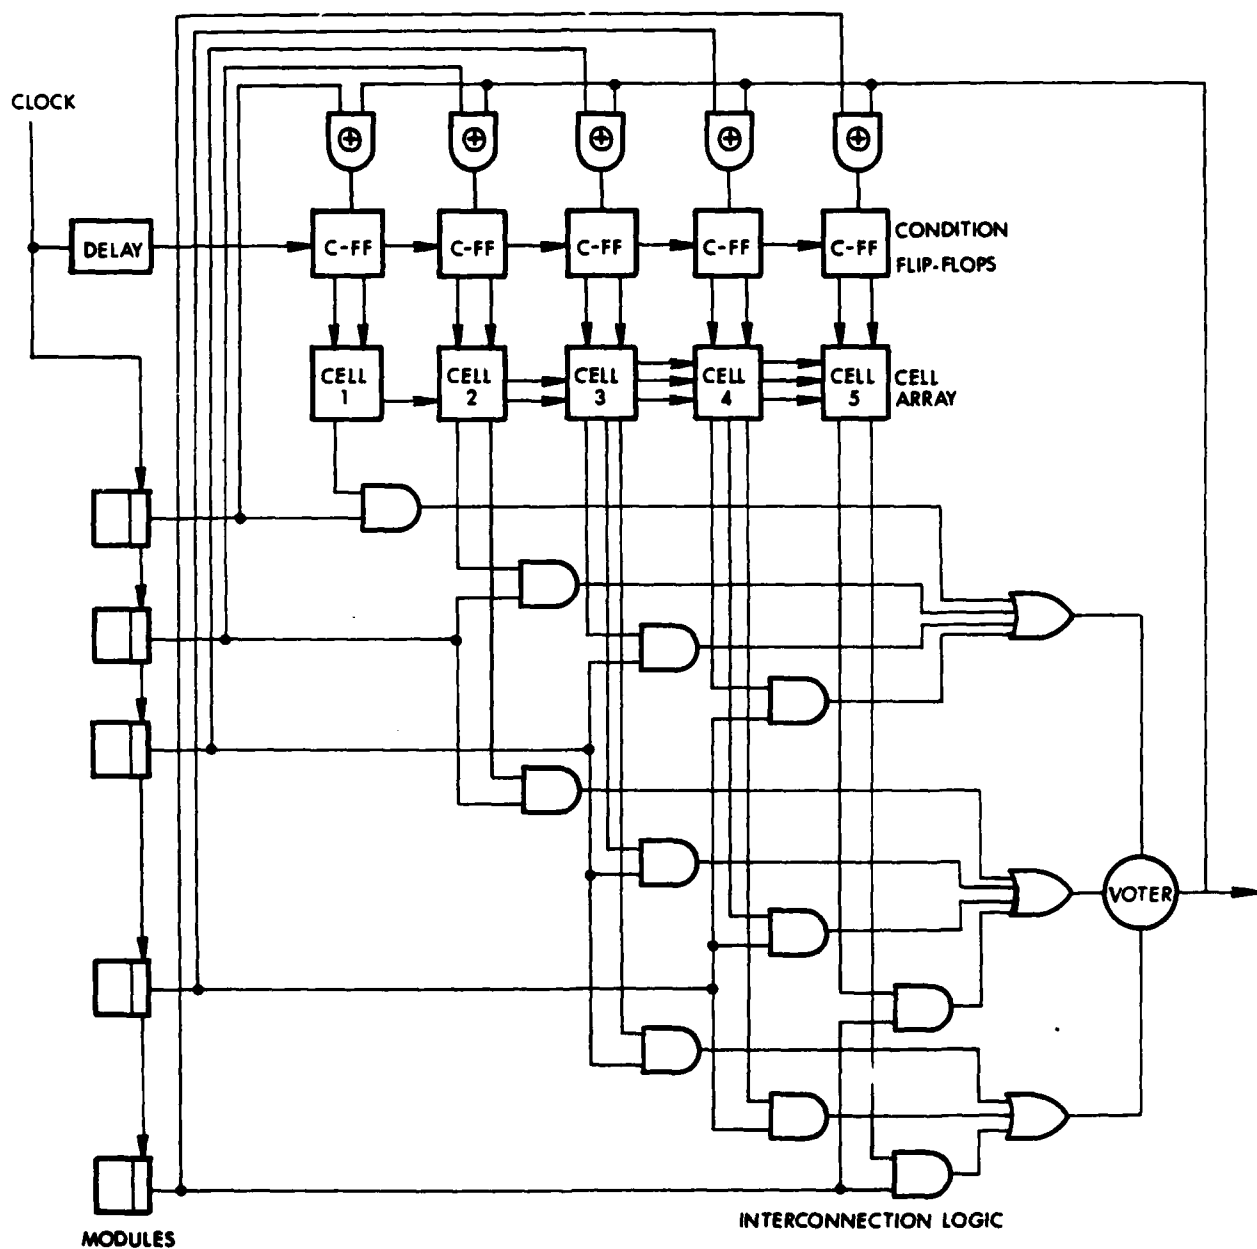 CLOCK
DELAY
C-FF
C-FF
C-FF
C-FF
C-FF
CONDITION
FLIP-FLOPS
CELL
1
CELL
2
CELL
3
CELL
4
CELL
5
CELL
ARRAY
VOTER
INTERCONNECTION LOGIC
MODULES